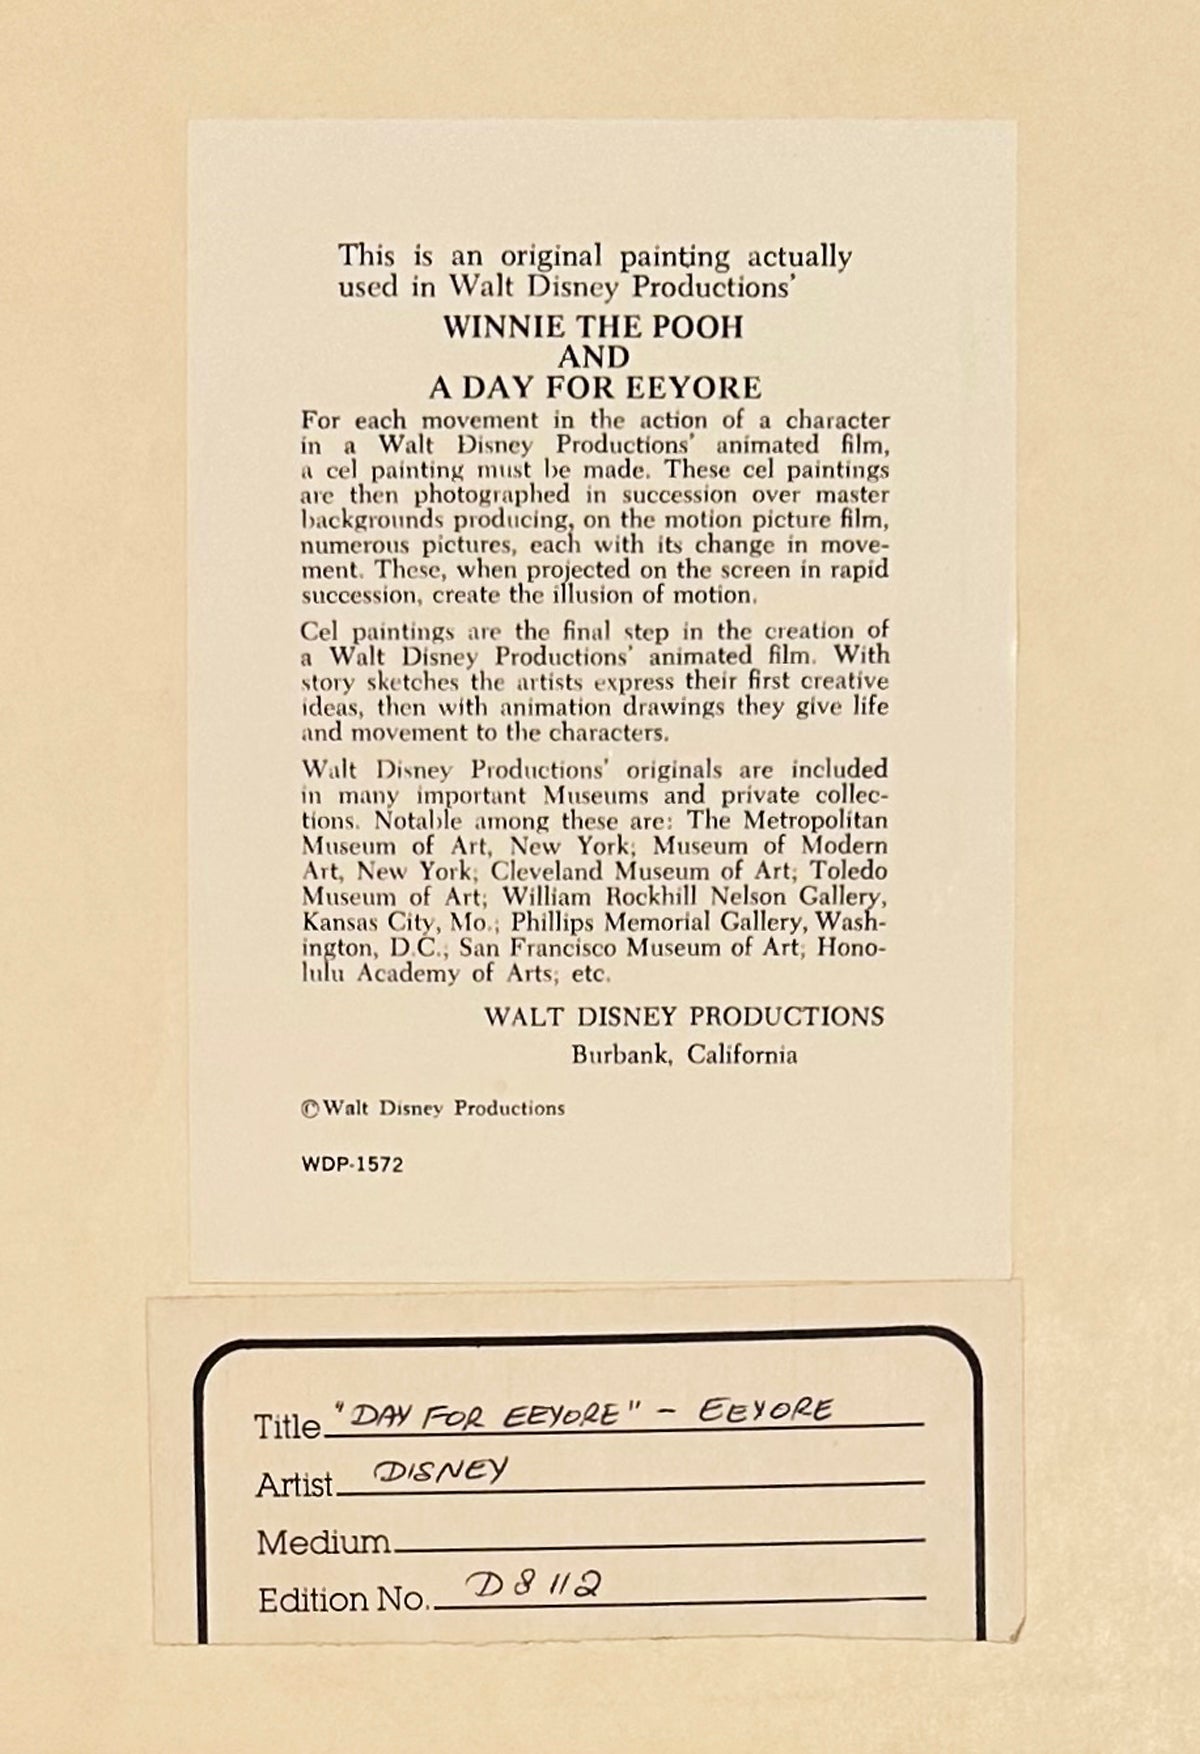 This is an original painting actually
used in Walt Disney Productions'
WINNIE THE POOH
AND
A DAY FOR EEYORE
For each movement in the action of a character
in a Walt Disney Productions' animated film,
a cel painting must be made. These cel paintings
are then photographed in succession over master
backgrounds producing, on the motion picture film,
numerous pictures, each with its change in move-
ment. These, when projected on the screen in rapid
succession, create the illusion of motion.
Cel paintings are the final step in the creation of
a Walt Disney Productions' animated film. With
story sketches the artists express their first creative
ideas, then with animation drawings they give life
and movement to the characters.
Walt Disney Productions' originals are included
in many important Museums and private collec-
tions. Notable among these are: The Metropolitan
Museum of Art, New York; Museum of Modern
Art, New York; Cleveland Museum of Art; Toledo
Museum of Art; William Rockhill Nelson Gallery,
Kansas City, Mo.; Phillips Memorial Gallery, Wash-
ington, D.C.; San Francisco Museum of Art; Hono-
lulu Academy of Arts; etc.
WALT DISNEY PRODUCTIONS
Burbank, California
©Walt Disney Productions
WDP-1572
Title "DAY FOR EEYORE" - EEYORE
Artist DISNEY
Medium
Edition No. D8112